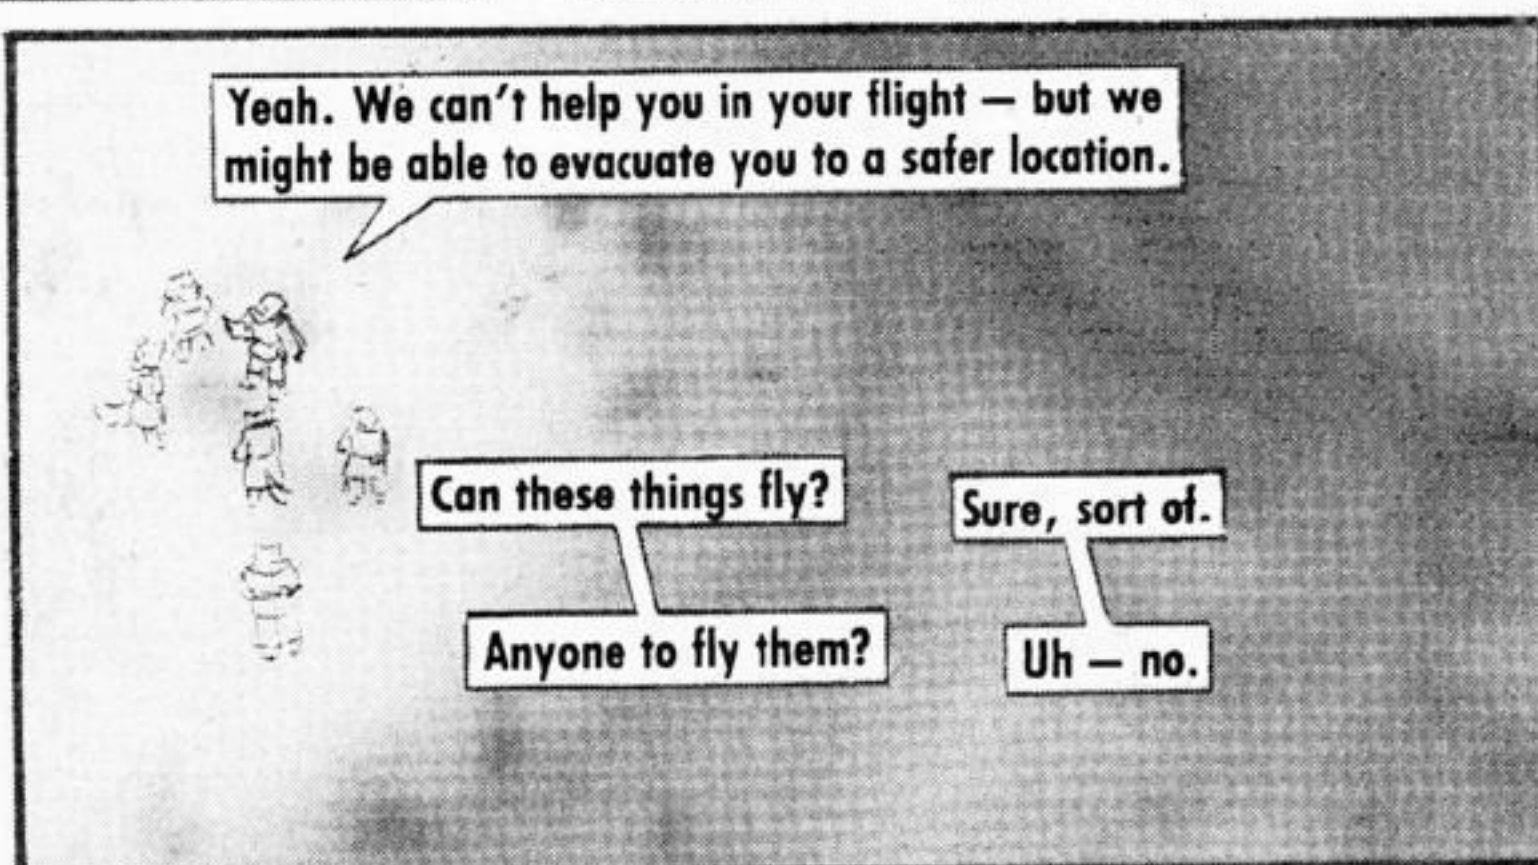 Yeah. We can't help you in your flight — but we
might be able to evacuate you to a safer location.
Can these things fly?
Sure, sort of.
Anyone to fly them?
Uh — no.